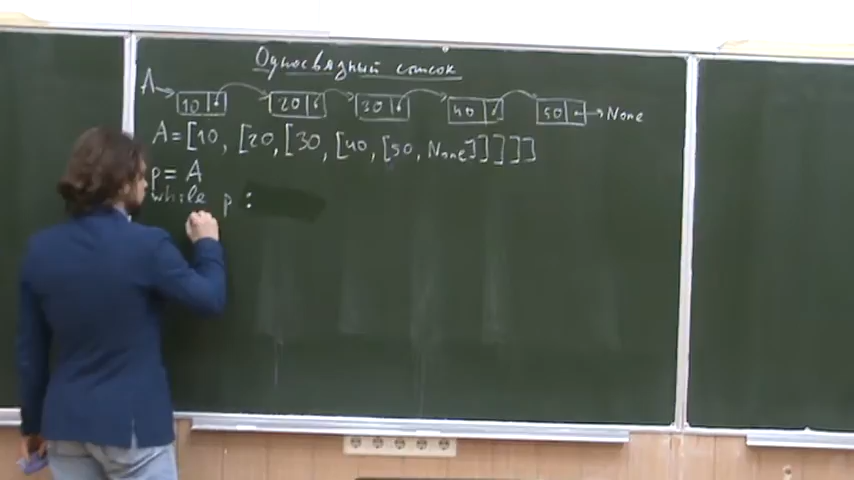 Односвязный список
A → 10 20 30 40 50 → None
A = [10, [20, [30, [40, [50, None]]]]]
p = A
while p :